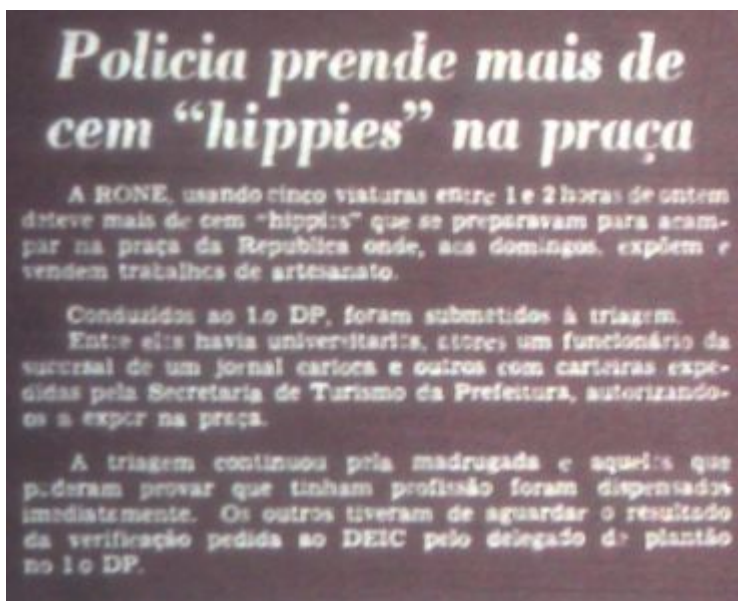 Policia prende mais de
cem “hippies” na praça
A RONE, usando cinco viaturas entre 1 e 2 horas de ontem
deteve mais de cem “hippies” que se preparavam para acam-
par na praça da Republica onde, aos domingos, expõem e
vendem trabalhos de artesanato.
Conduzidos ao 1.o DP, foram submetidos à triagem.
Entre eles havia universitarios, atores um funcionário da
sucursal de um jornal carioca e outros com carteiras expe-
didas pela Secretaria de Turismo da Prefeitura, autorizando-
os a expor na praça.
A triagem continuou pela madrugada e aqueles que
puderam provar que tinham profissão foram dispensados
imediatamente. Os outros tiveram de aguardar o resultado
da verificação pedida ao DEIC pelo delegado de plantão
no 1o DP.